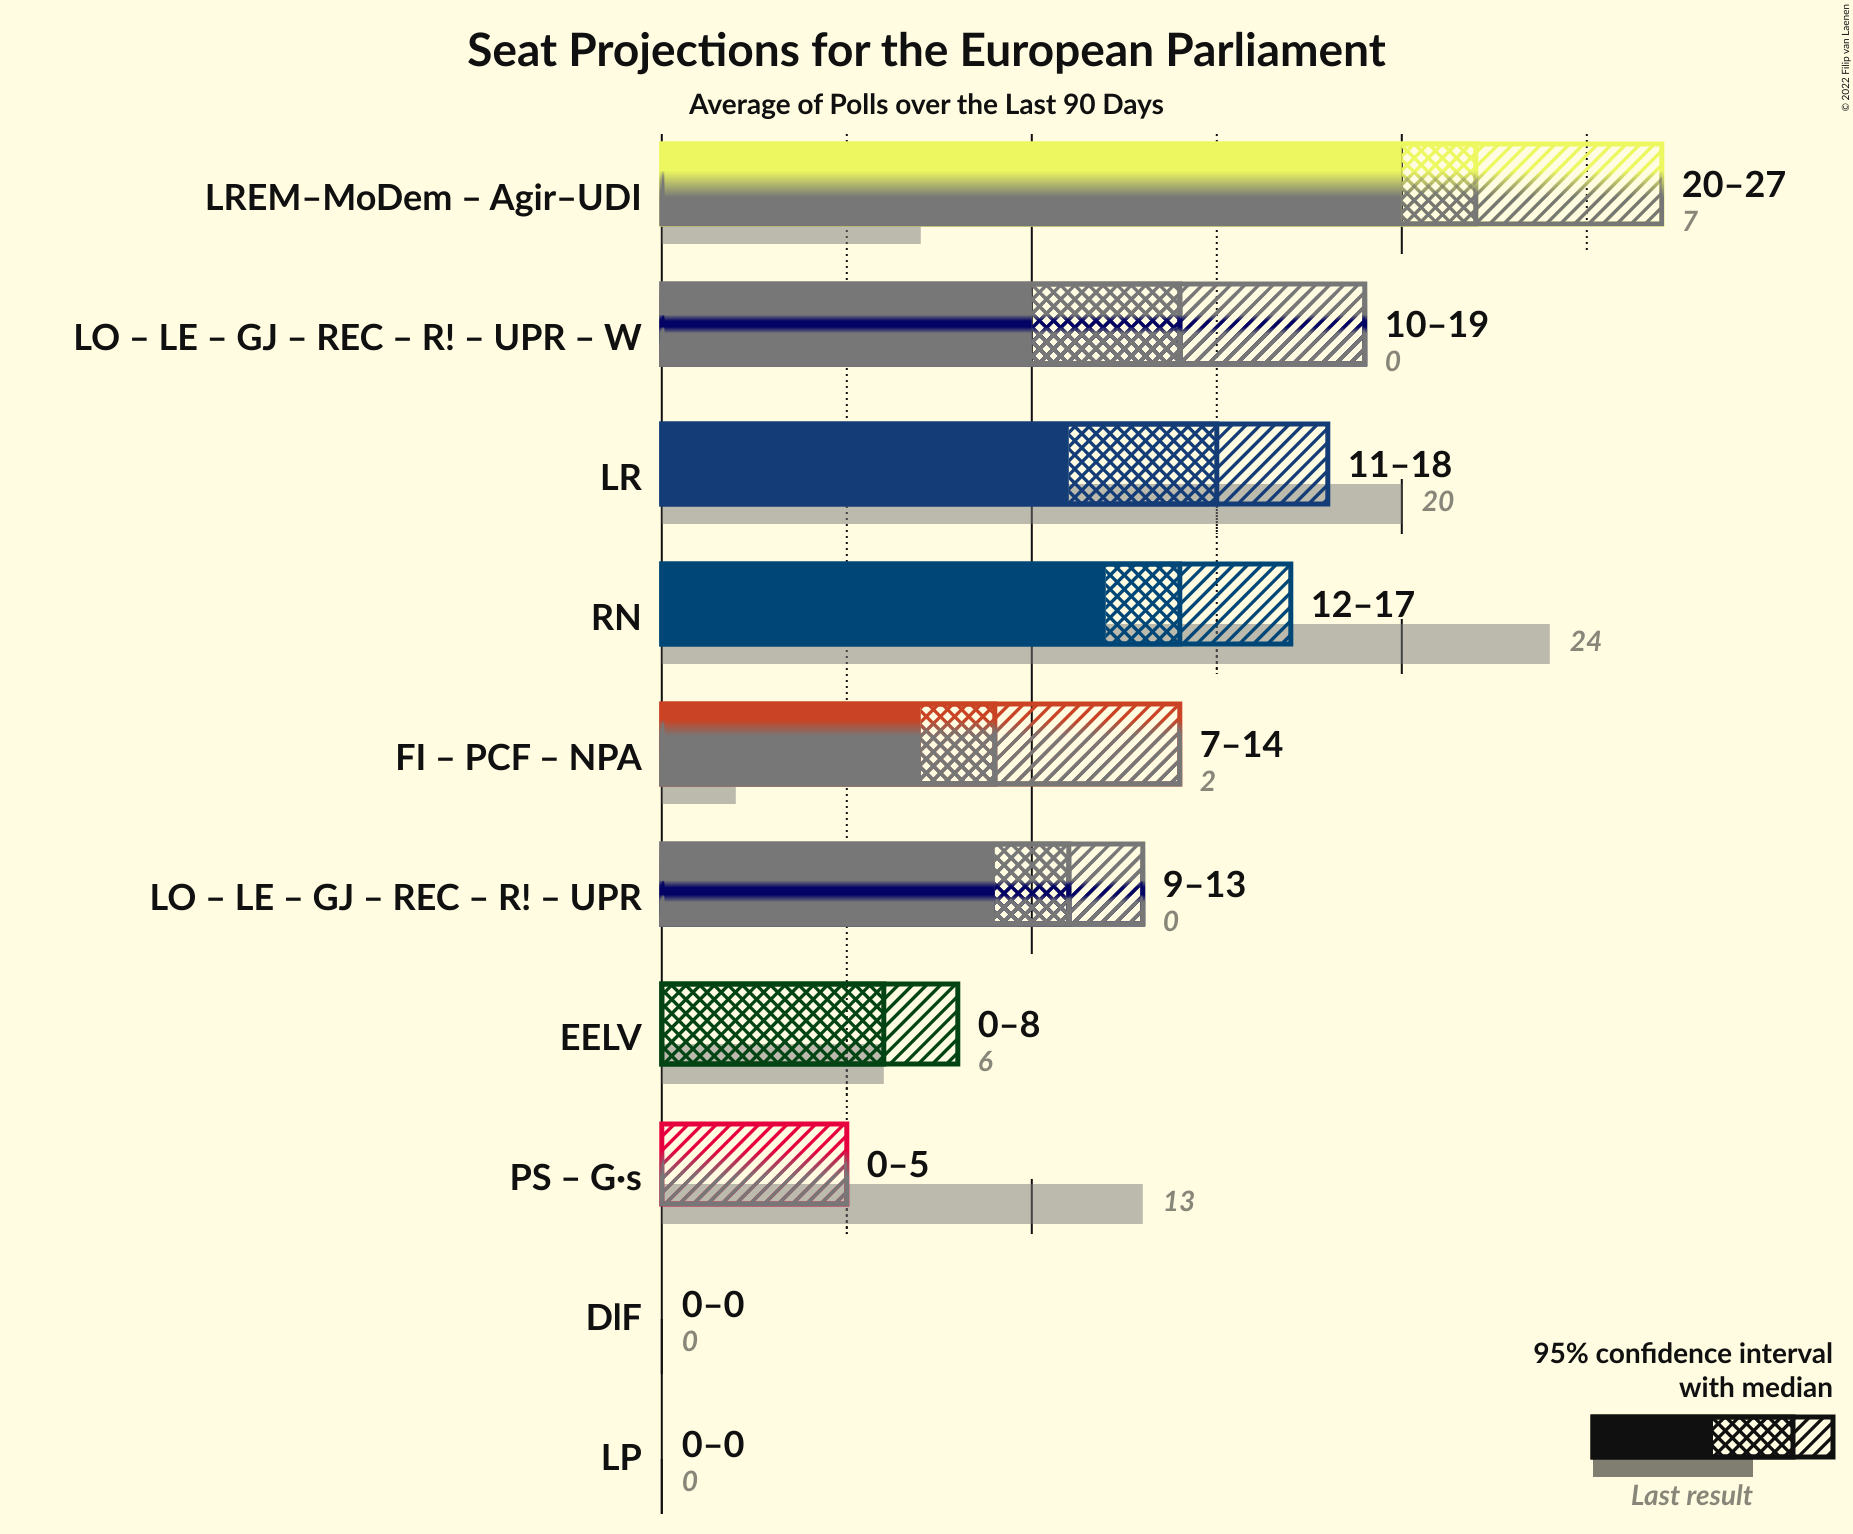 Seat Projections for the European Parliament
Average of Polls over the Last 90 Days
© 2022 Filip van Laenen
LREM–MoDem – Agir–UDI
20–27
7
LO – LE – GJ – REC – R! – UPR – W
10–19
0
LR
11–18
20
RN
12–17
24
FI – PCF – NPA
7–14
2
LO – LE – GJ – REC – R! – UPR
9–13
0
EELV
0–8
6
PS – G·s
0–5
13
DlF
0–0
0
LP
0–0
0
95% confidence interval
with median
Last result